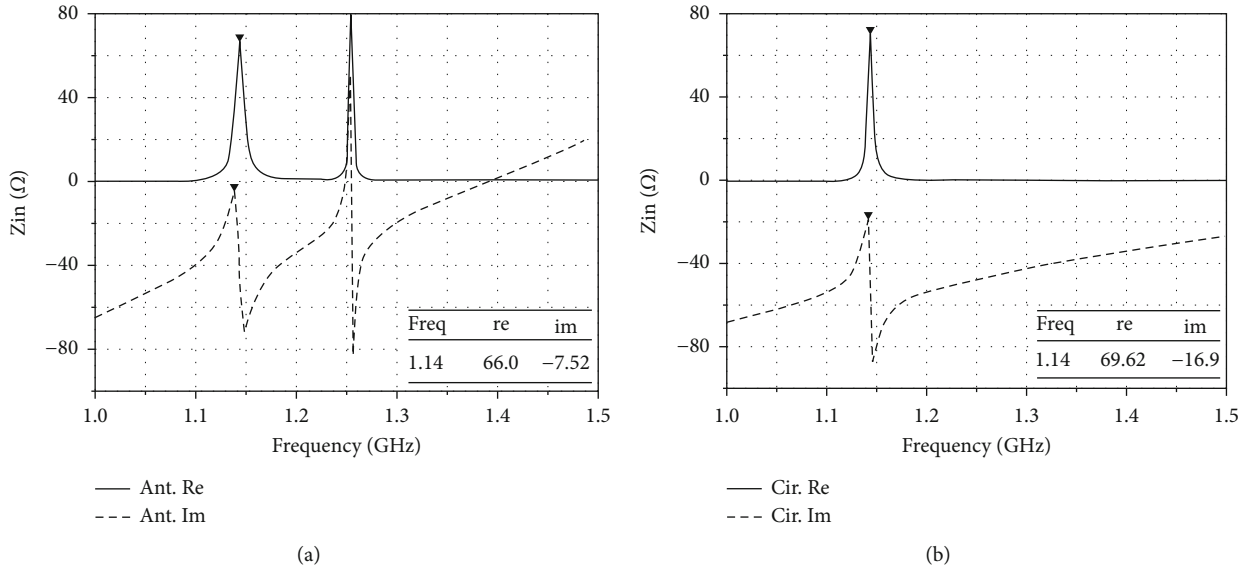 80
40
0
−40
−80
Zin (Ω)
Freq re im
1.14 66.0 −7.52
1.0 1.1 1.2 1.3 1.4 1.5
Frequency (GHz)
Ant. Re
Ant. Im
(a)
80
40
0
−40
−80
Zin (Ω)
Freq re im
1.14 69.62 −16.9
1.0 1.1 1.2 1.3 1.4 1.5
Frequency (GHz)
Cir. Re
Cir. Im
(b)